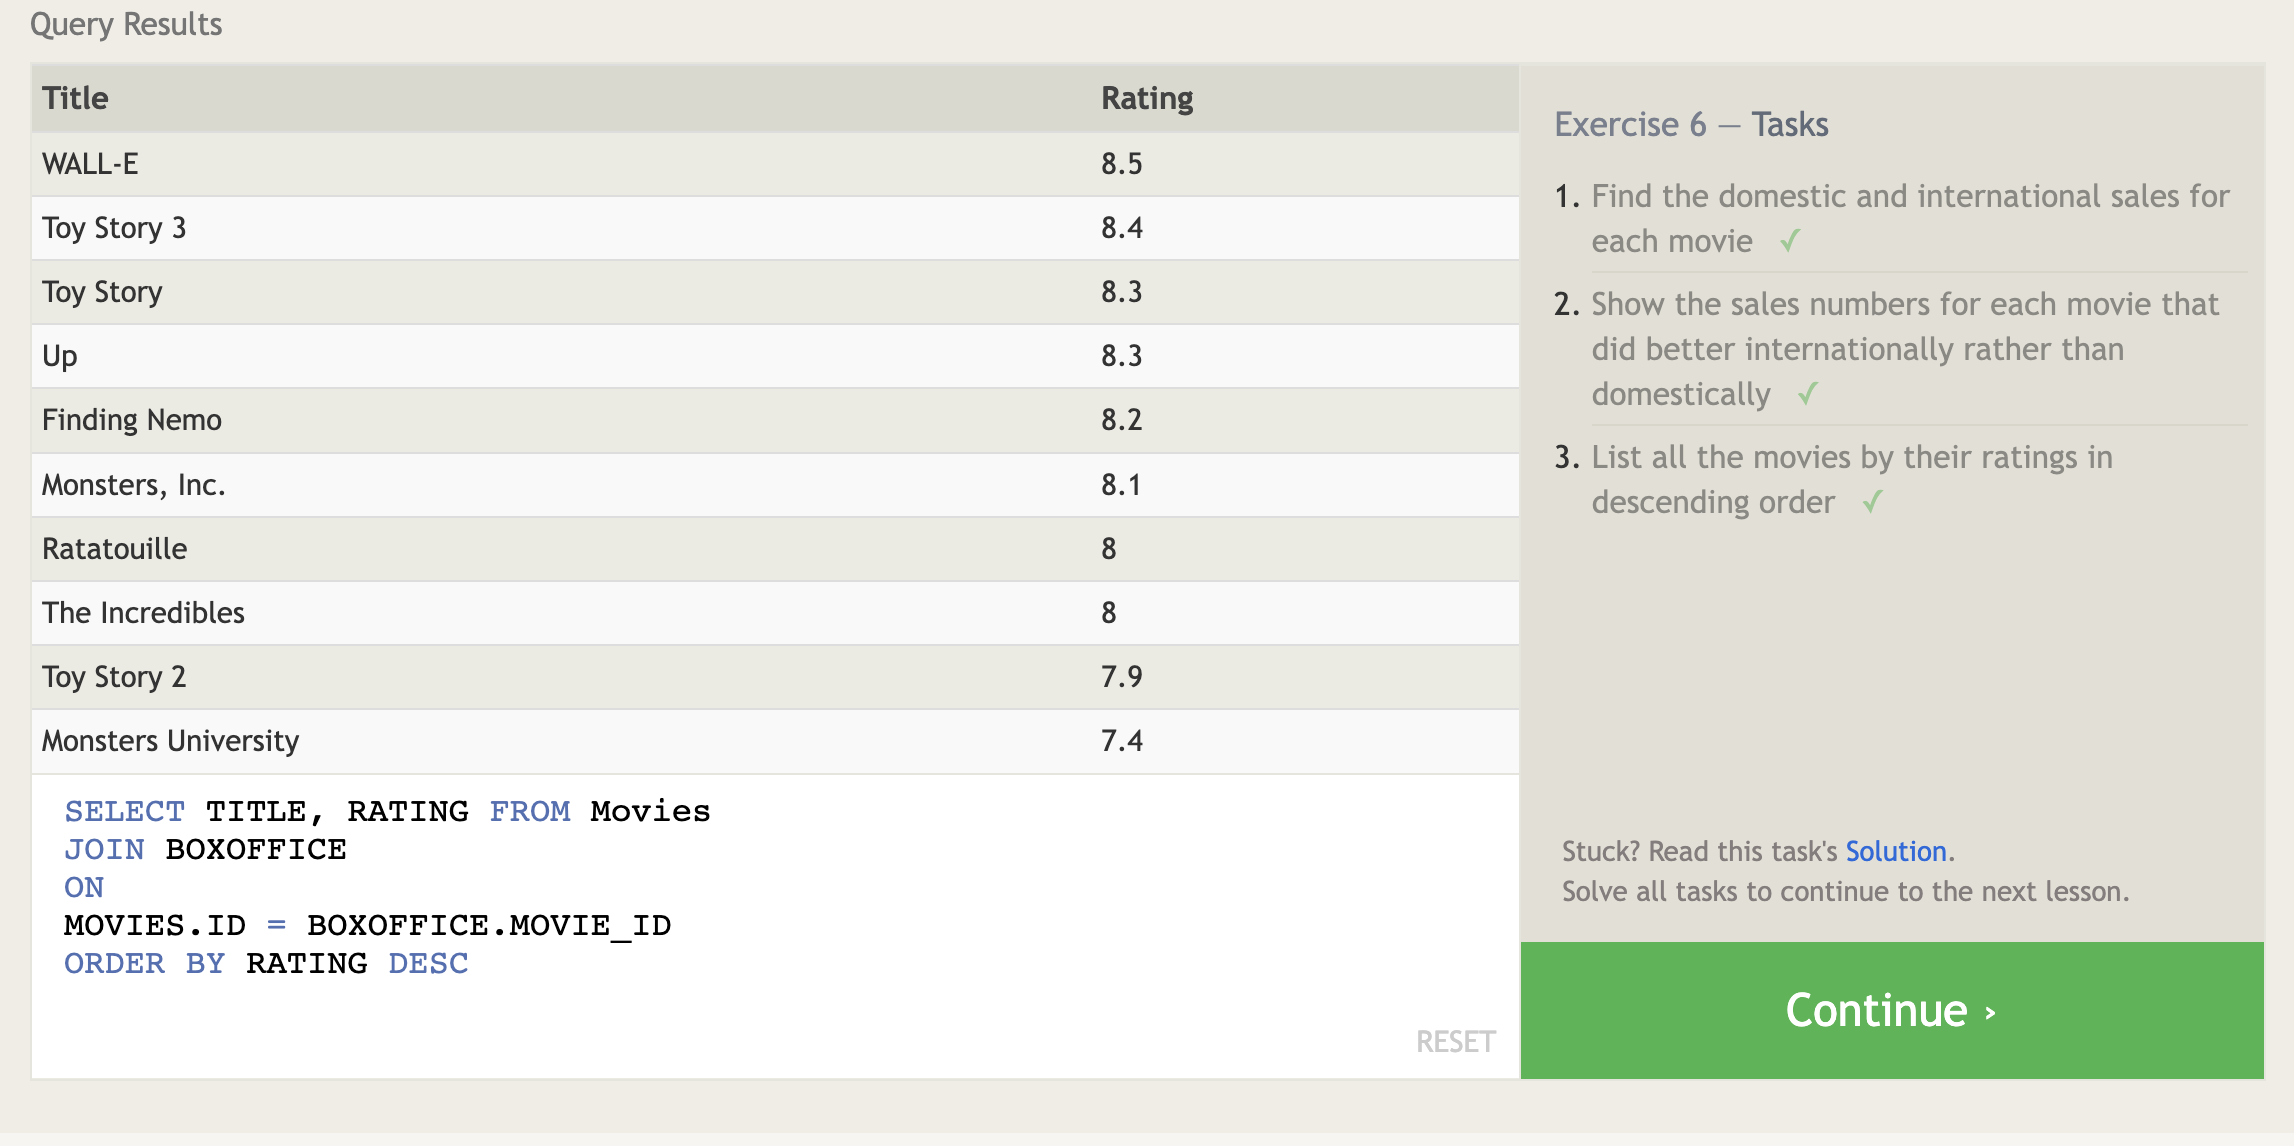 Query Results
Title Rating
WALL-E 8.5
Toy Story 3 8.4
Toy Story 8.3
Up 8.3
Finding Nemo 8.2
Monsters, Inc. 8.1
Ratatouille 8
The Incredibles 8
Toy Story 2 7.9
Monsters University 7.4
SELECT TITLE, RATING FROM Movies
JOIN BOXOFFICE
ON
MOVIES.ID = BOXOFFICE.MOVIE_ID
ORDER BY RATING DESC
RESET
Exercise 6 — Tasks
1. Find the domestic and international sales for
each movie ✓
2. Show the sales numbers for each movie that
did better internationally rather than
domestically ✓
3. List all the movies by their ratings in
descending order ✓
Stuck? Read this task's Solution.
Solve all tasks to continue to the next lesson.
Continue ›